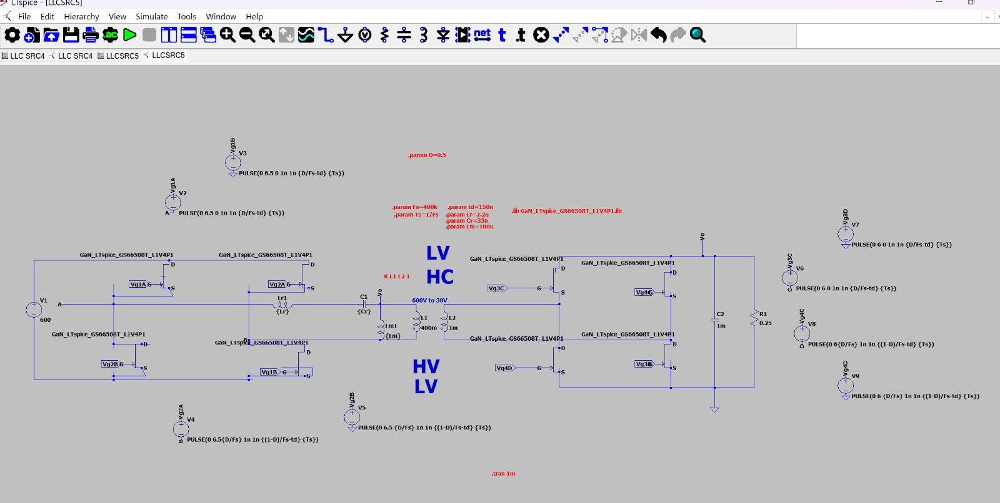 LTspice - [LLCSRC5]
File Edit Hierarchy View Simulate Tools Window Help
ac net t .t
LLC SRC4 LLC SRC4 LLCSRC5 LLCSRC5
Vg1B
V3
PULSE(0 6.5 0 1n 1n {D/Fs-td} {Ts})
.param D=0.5
Vg1A
V2
A
PULSE(0 6.5 0 1n 1n {D/Fs-td} {Ts})
.param Fs=400k .param td=150n
.param Ts=1/Fs .param Lr=2.2u
.param Cr=33n
.param Lm=100u
.lib GaN_LTspice_GS66508T_L1V4P1.lib
Vg3D
V7
PULSE(0 6 0 1n 1n {D/Fs-td} {Ts})
Vg3C
V6
C
PULSE(0 6 0 1n 1n {D/Fs-td} {Ts})
Vg4C
V8
D
PULSE(0 6{D/Fs} 1n 1n {(1-D)/Fs-td} {Ts})
Vg4D
V9
PULSE(0 6 {D/Fs} 1n 1n {(1-D)/Fs-td} {Ts})
GaN_LTspice_GS66508T_L1V4P1
GaN_LTspice_GS66508T_L1V4P1
D
Vg1A G
S
D
Vg2A G
S
V1
600
A
Lr1
{Lr}
C1
{Cr}
Vo
Lm1
{Lm}
K L1 L2 1
LV
HC
600V to 30V
L1
400m
L2
1m
HV
LV
GaN_LTspice_GS66508T_L1V4P1
D
Vg2B G
S
B
GaN_LTspice_GS66508T_L1V4P1
D
Vg1B G
S
GaN_LTspice_GS66508T_L1V4P1
D
Vg3C G
S
GaN_LTspice_GS66508T_L1V4P1
D
Vg4C G
S
GaN_LTspice_GS66508T_L1V4P1
D
Vg4D G
S
GaN_LTspice_GS66508T_L1V4P1
D
G
S
Vo
C2
1m
R1
0.25
Vg2A
V4
B
PULSE(0 6.5{D/Fs} 1n 1n {(1-D)/Fs-td} {Ts})
Vg2B
V5
PULSE(0 6.5 {D/Fs} 1n 1n {(1-D)/Fs-td} {Ts})
.tran 1m